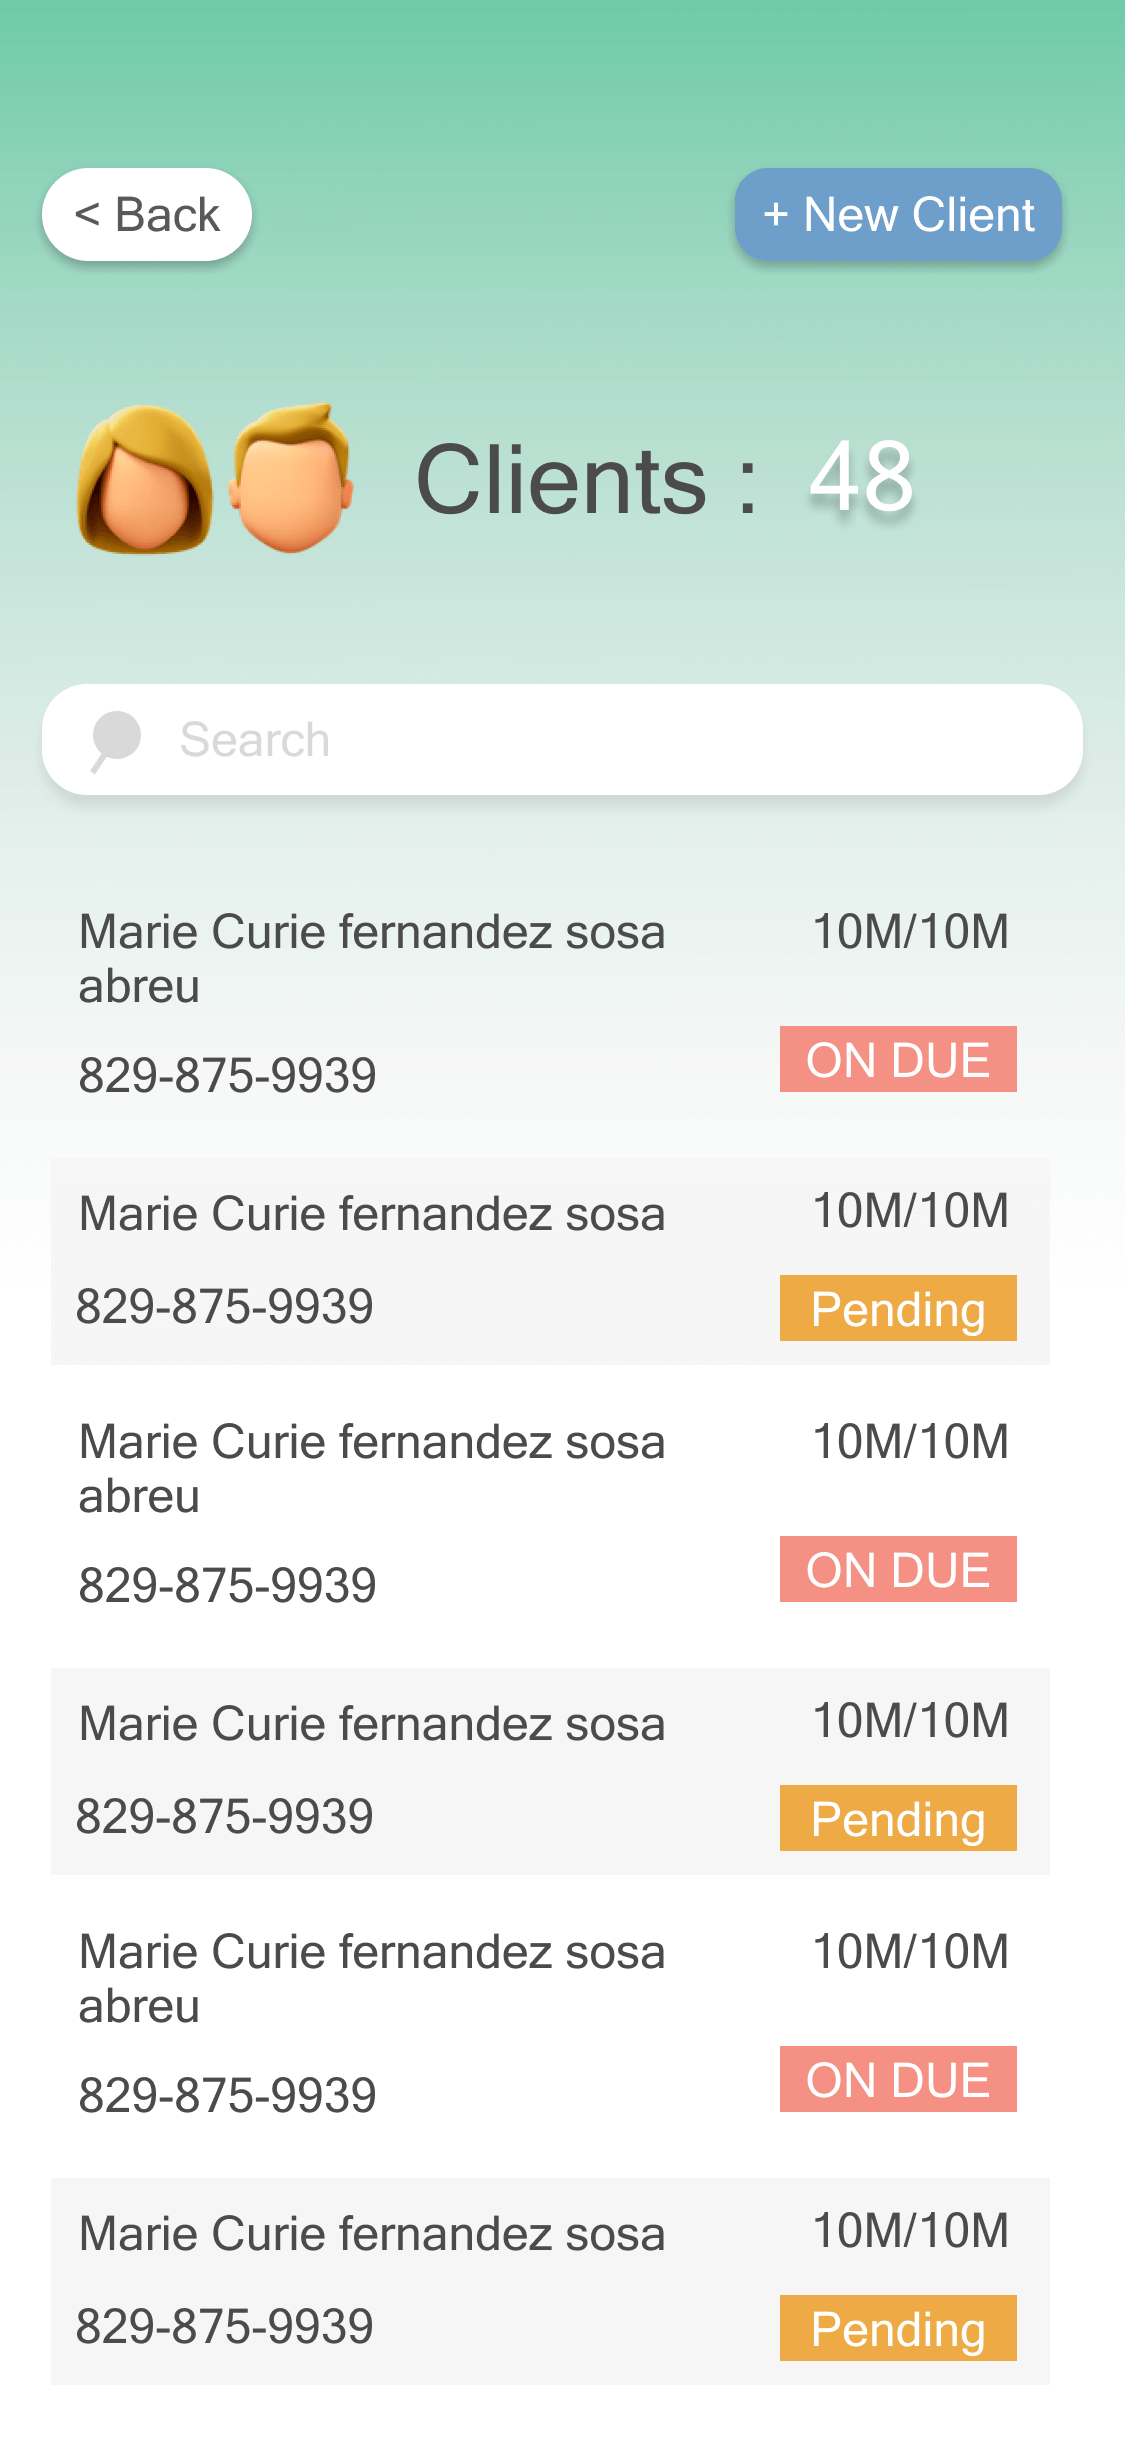 < Back
+ New Client
Clients : 48
Search
Marie Curie fernandez sosa 10M/10M
abreu
829-875-9939 ON DUE
Marie Curie fernandez sosa 10M/10M
829-875-9939 Pending
Marie Curie fernandez sosa 10M/10M
abreu
829-875-9939 ON DUE
Marie Curie fernandez sosa 10M/10M
829-875-9939 Pending
Marie Curie fernandez sosa 10M/10M
abreu
829-875-9939 ON DUE
Marie Curie fernandez sosa 10M/10M
829-875-9939 Pending